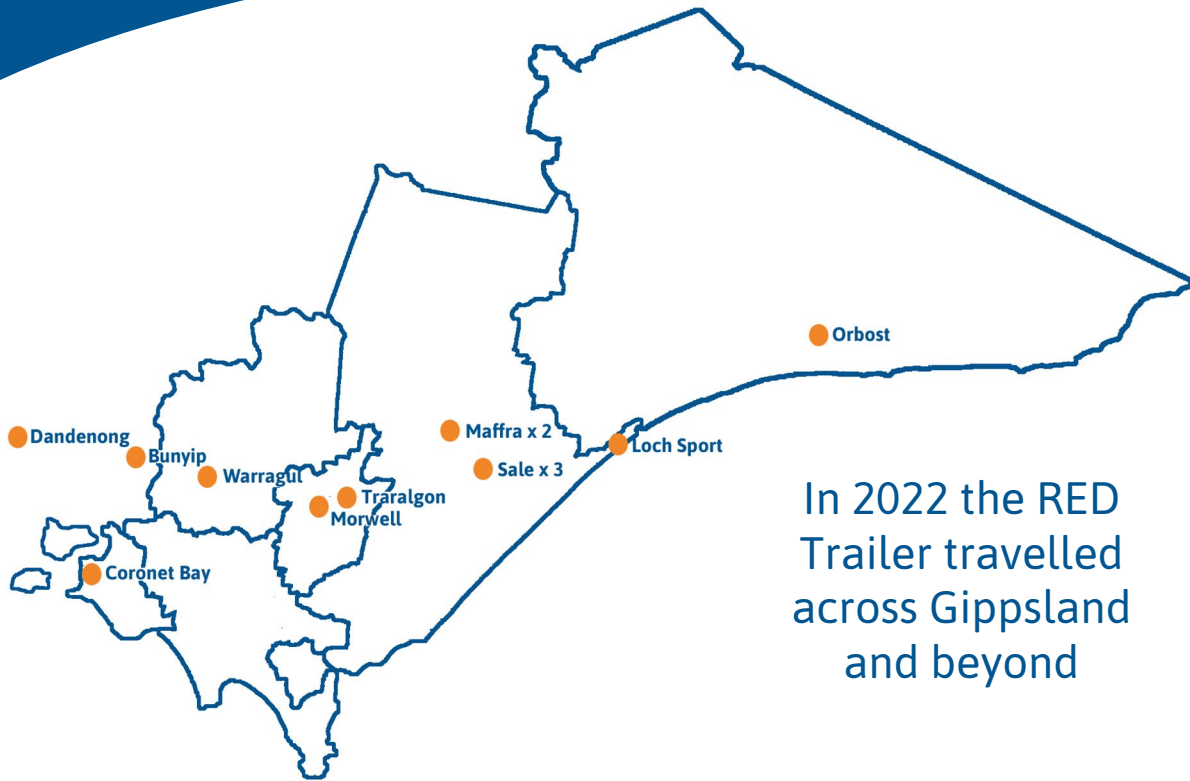 Orbost
Dandenong
Bunyip
Warragul
Maffra x 2
Sale x 3
Loch Sport
Traralgon
Morwell
Coronet Bay
In 2022 the RED
Trailer travelled
across Gippsland
and beyond